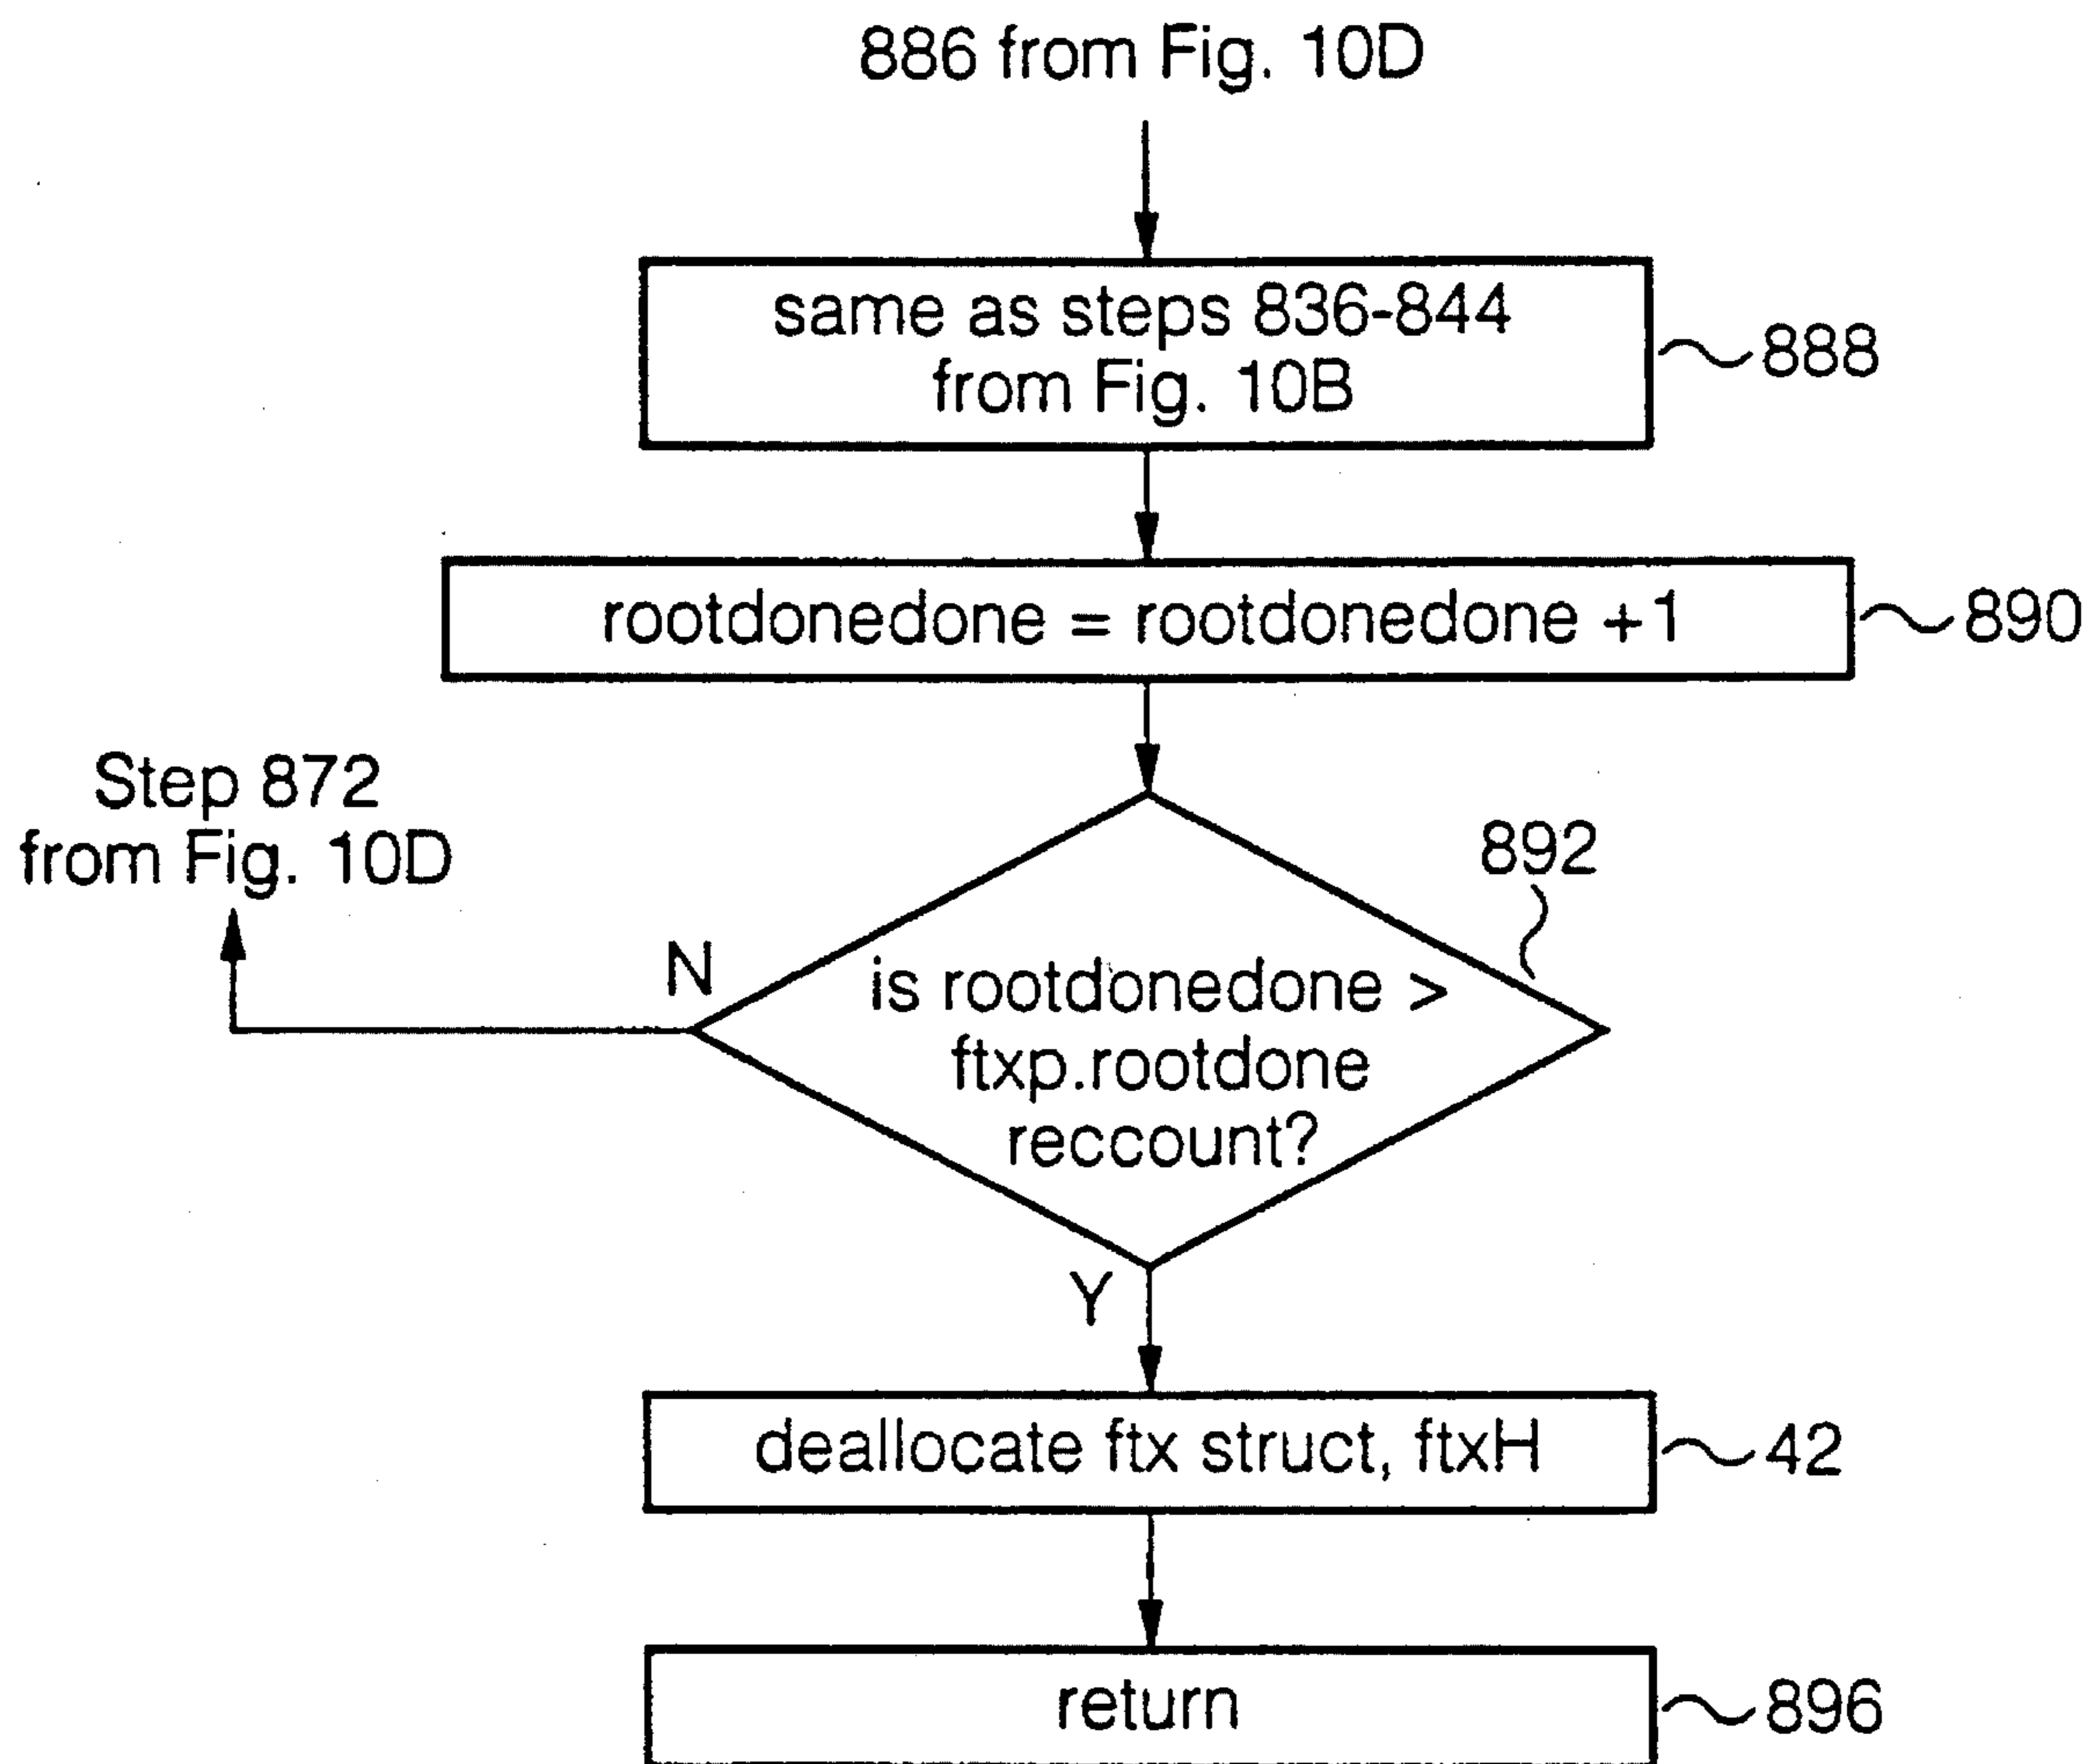 886 from Fig. 10D
same as steps 836-844
from Fig. 10B
888
rootdonedone = rootdonedone +1
890
Step 872
from Fig. 10D
892
N
is rootdonedone >
ftxp.rootdone
reccount?
Y
deallocate ftx struct, ftxH
42
return
896